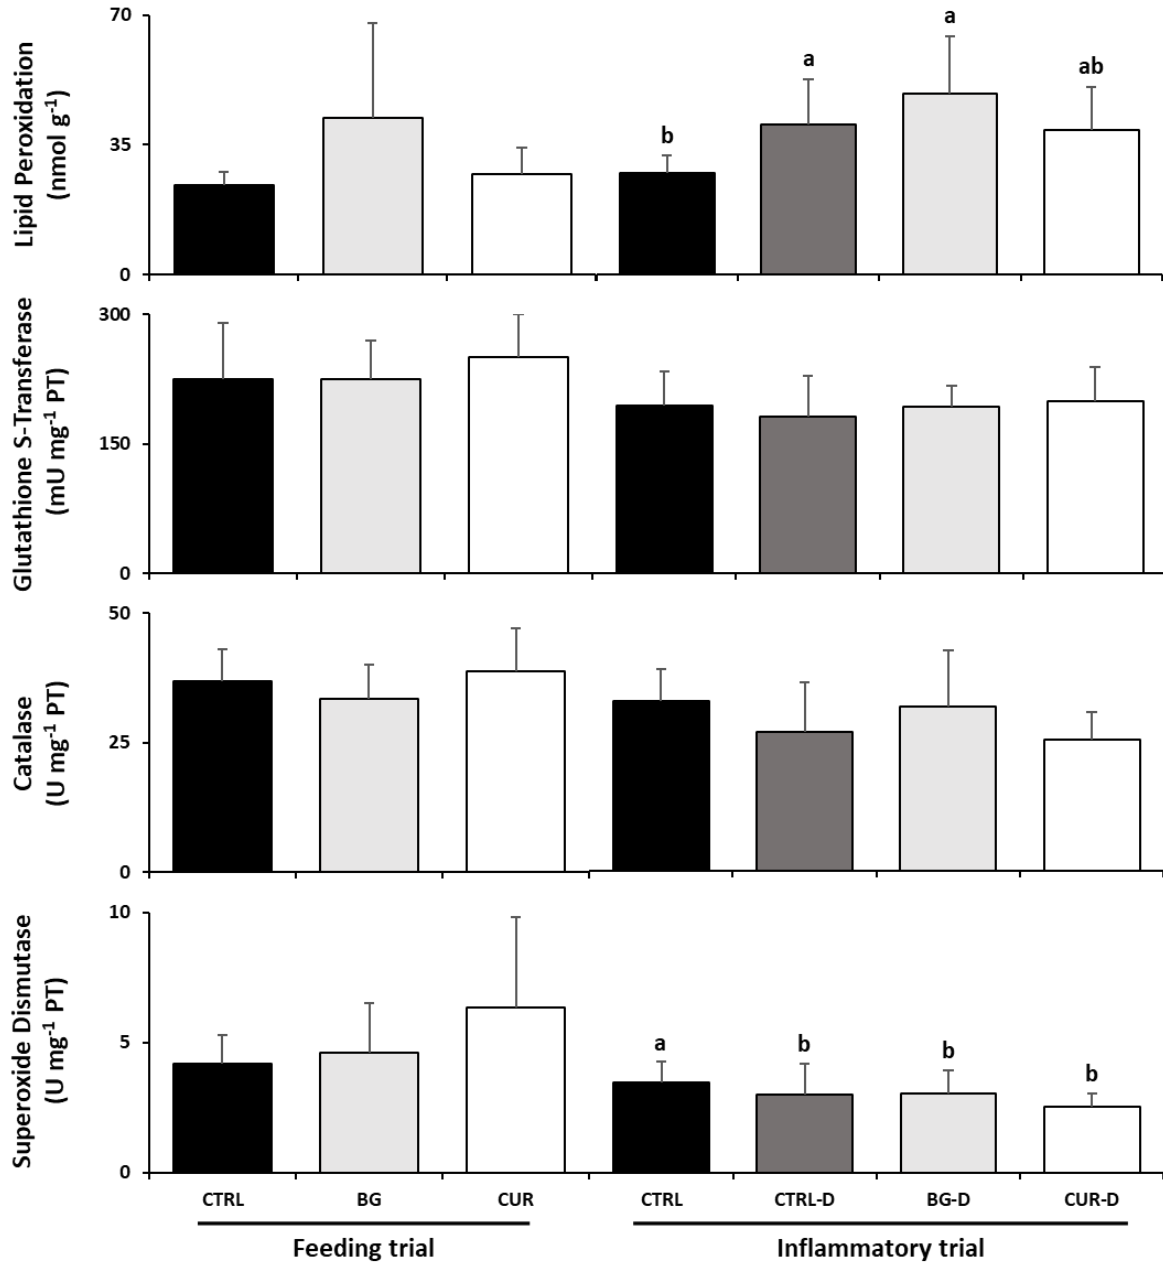 Lipid Peroxidation
(nmol g⁻¹)
70
35
0
b
a
a
ab
Glutathione S-Transferase
(mU mg⁻¹ PT)
300
150
0
Catalase
(U mg⁻¹ PT)
50
25
0
Superoxide Dismutase
(U mg⁻¹ PT)
10
5
0
a
b
b
b
CTRL BG CUR CTRL CTRL-D BG-D CUR-D
Feeding trial Inflammatory trial